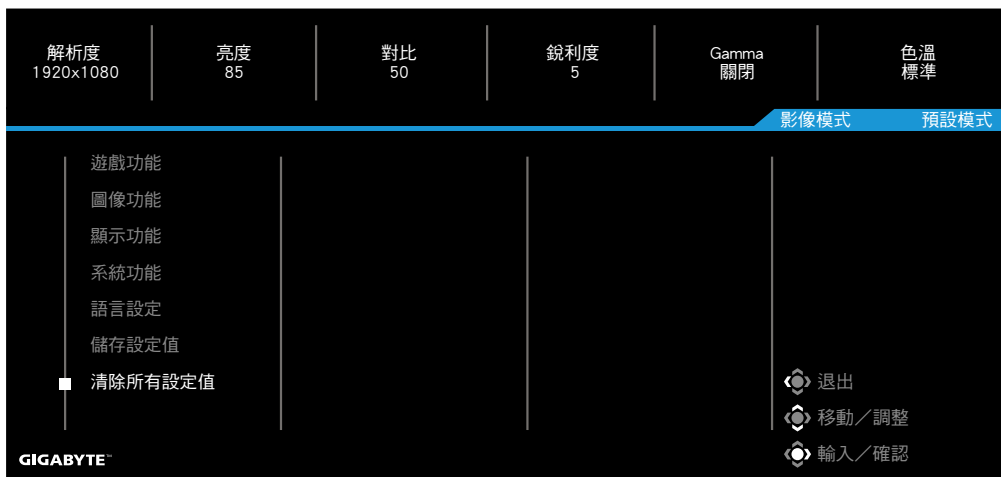 解析度 亮度 對比 銳利度 Gamma 色溫
1920x1080 85 50 5 關閉 標準
影像模式 預設模式
遊戲功能
圖像功能
顯示功能
系統功能
語言設定
儲存設定值
清除所有設定值
退出
移動／調整
輸入／確認
GIGABYTE™